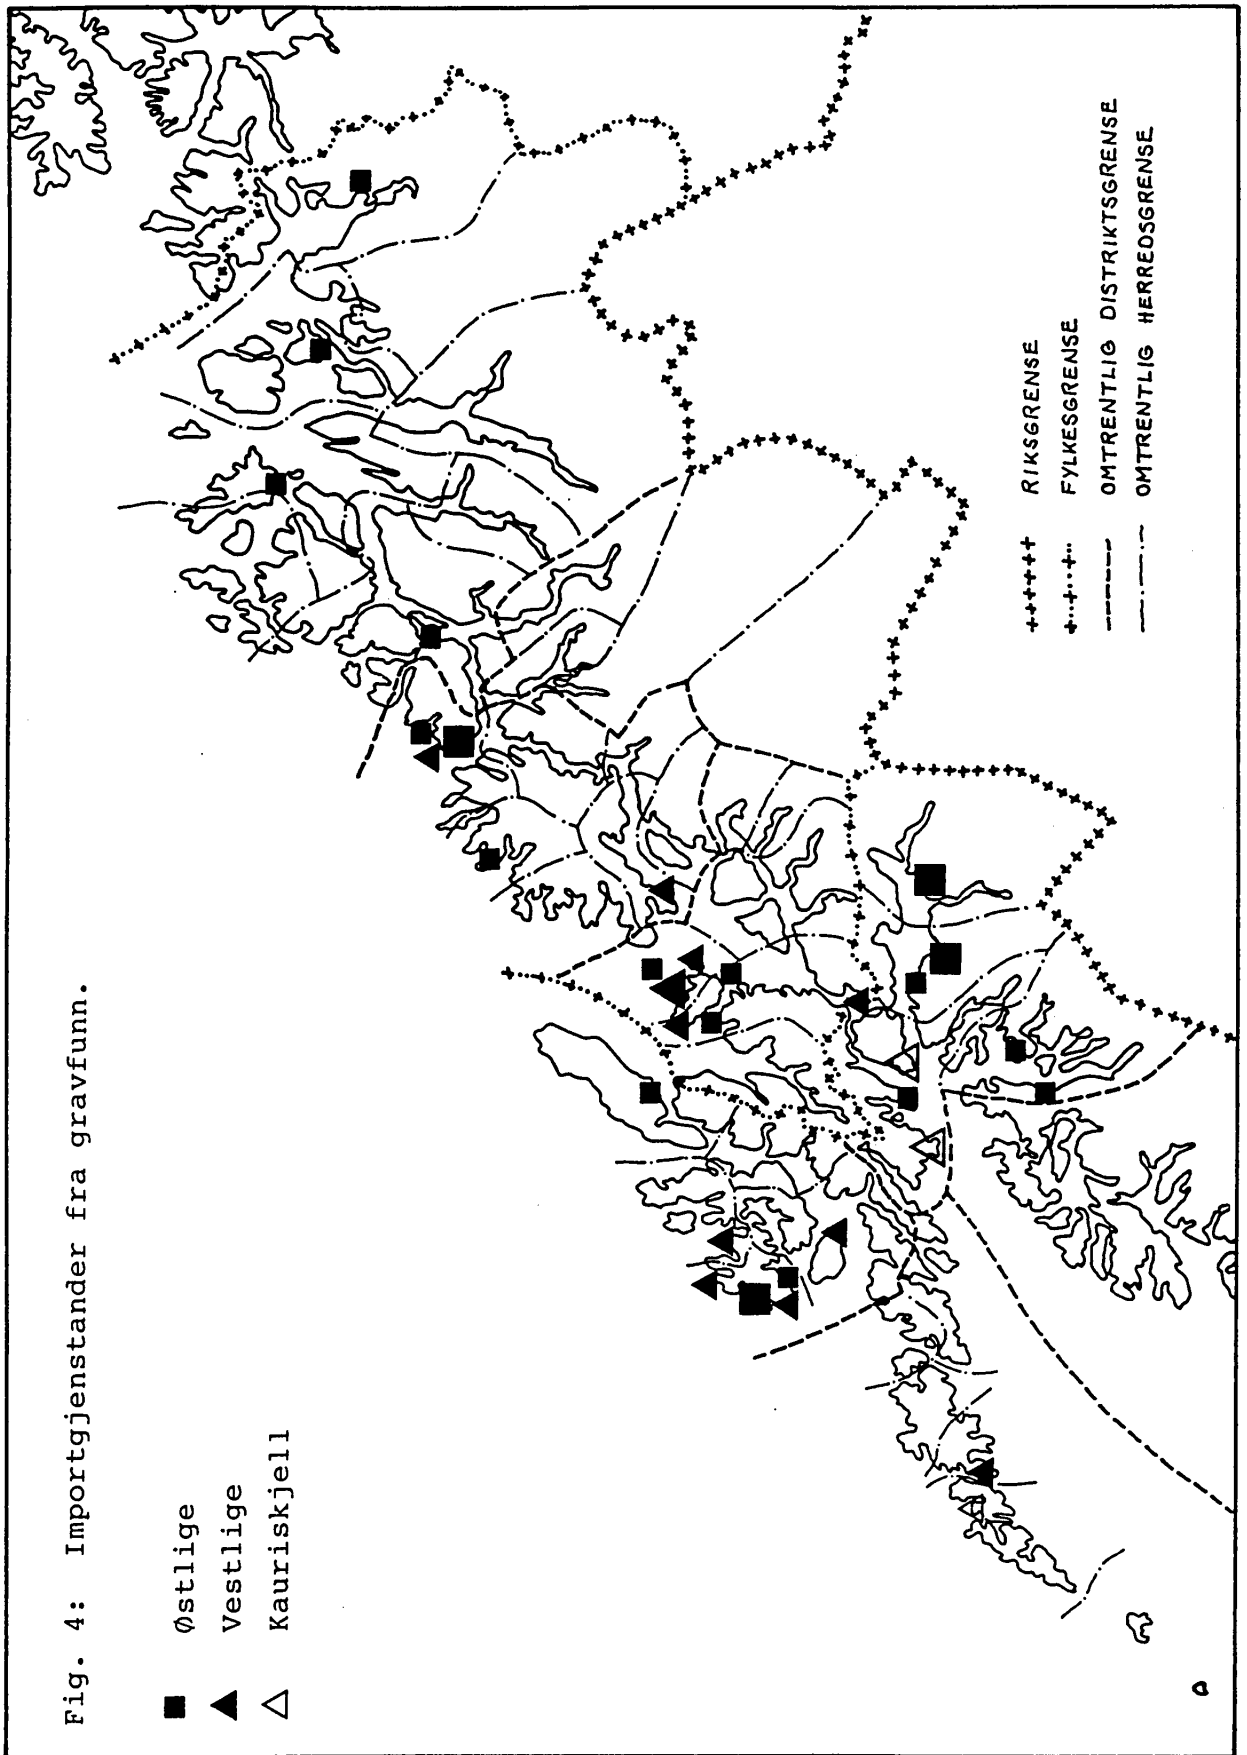 Fig. 4: Importgjenstander fra gravfunn.
Østlige
Vestlige
Kauriskjell
RIKSGRENSE
FYLKESGRENSE
OMTRENTLIG DISTRIKTSGRENSE
OMTRENTLIG HERREDSGRENSE